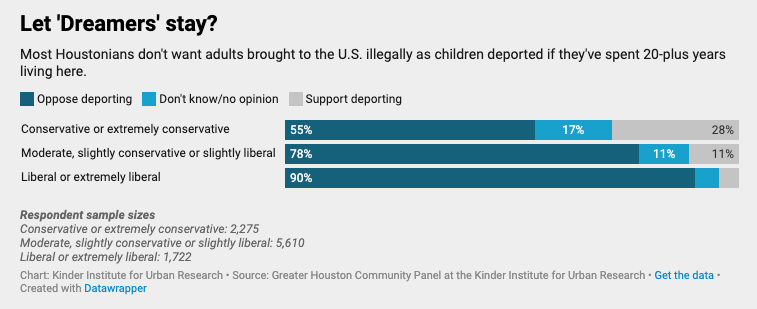 Let 'Dreamers' stay?
Most Houstonians don't want adults brought to the U.S. illegally as children deported if they've spent 20-plus years
living here.
Oppose deporting Don't know/no opinion Support deporting
Conservative or extremely conservative 55% 17% 28%
Moderate, slightly conservative or slightly liberal 78% 11% 11%
Liberal or extremely liberal 90%
Respondent sample sizes
Conservative or extremely conservative: 2,275
Moderate, slightly conservative or slightly liberal: 5,610
Liberal or extremely liberal: 1,722
Chart: Kinder Institute for Urban Research • Source: Greater Houston Community Panel at the Kinder Institute for Urban Research • Get the data •
Created with Datawrapper